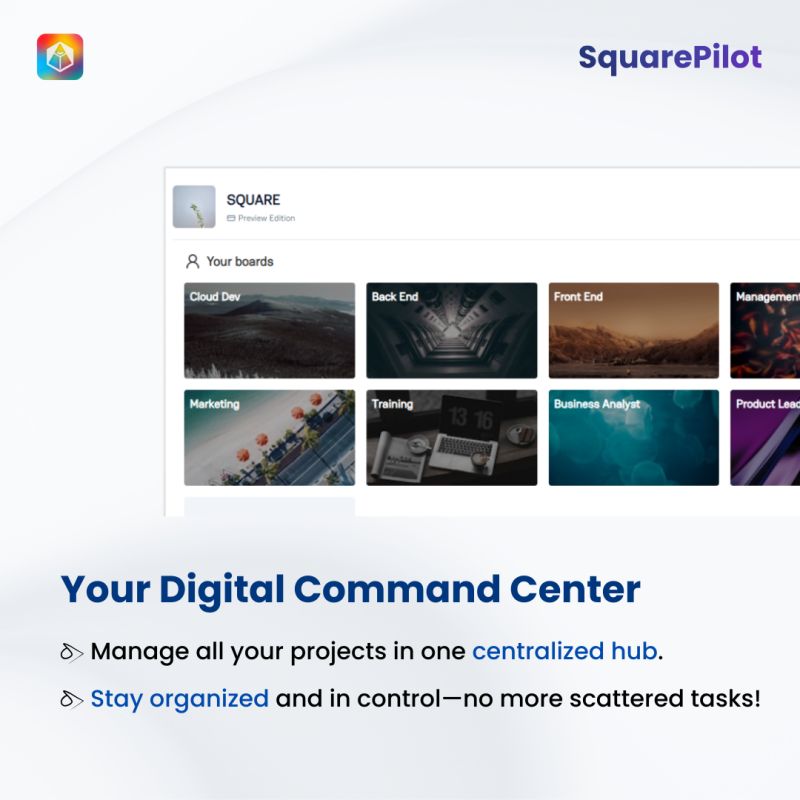 SquarePilot
SQUARE
Preview Edition
Your boards
Cloud Dev
Back End
Front End
Management
Marketing
Training
13 16
Business Analyst
Product Lead
Your Digital Command Center
Manage all your projects in one centralized hub.
Stay organized and in control—no more scattered tasks!